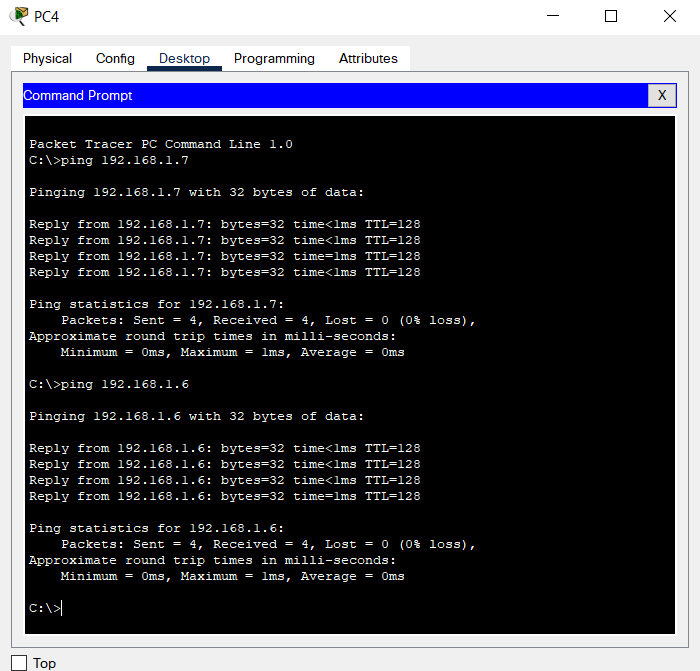 PC4
Physical Config Desktop Programming Attributes
Command Prompt X
Packet Tracer PC Command Line 1.0
C:\>ping 192.168.1.7
Pinging 192.168.1.7 with 32 bytes of data:
Reply from 192.168.1.7: bytes=32 time<1ms TTL=128
Reply from 192.168.1.7: bytes=32 time<1ms TTL=128
Reply from 192.168.1.7: bytes=32 time=1ms TTL=128
Reply from 192.168.1.7: bytes=32 time<1ms TTL=128
Ping statistics for 192.168.1.7:
Packets: Sent = 4, Received = 4, Lost = 0 (0% loss),
Approximate round trip times in milli-seconds:
Minimum = 0ms, Maximum = 1ms, Average = 0ms
C:\>ping 192.168.1.6
Pinging 192.168.1.6 with 32 bytes of data:
Reply from 192.168.1.6: bytes=32 time<1ms TTL=128
Reply from 192.168.1.6: bytes=32 time<1ms TTL=128
Reply from 192.168.1.6: bytes=32 time<1ms TTL=128
Reply from 192.168.1.6: bytes=32 time=1ms TTL=128
Ping statistics for 192.168.1.6:
Packets: Sent = 4, Received = 4, Lost = 0 (0% loss),
Approximate round trip times in milli-seconds:
Minimum = 0ms, Maximum = 1ms, Average = 0ms
C:\>
Top